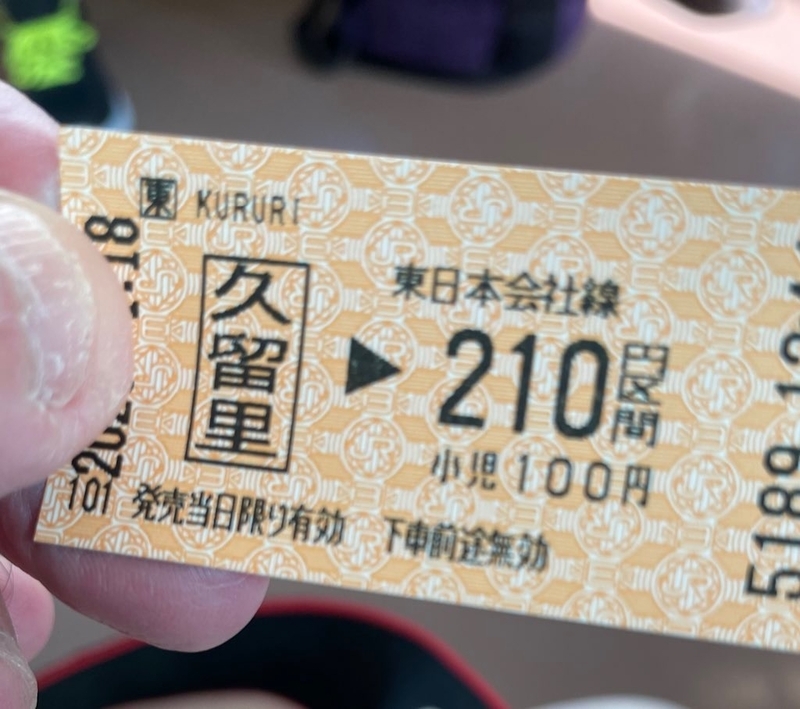 東 KURURI
久留里
▶
東日本会社線
210円区間
小児100円
101 発売当日限り有効 下車前途無効
5189